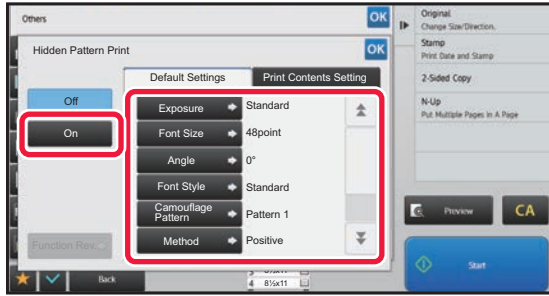 Others
OK
Original
Change Size/Direction.
Hidden Pattern Print
OK
Stamp
Print Date and Stamp
Default Settings
Print Contents Setting
2-Sided Copy
Off
Exposure
Standard
N-Up
Put Multiple Pages in A Page
On
Font Size
48point
Angle
0°
Font Style
Standard
Camouflage
Pattern
Pattern 1
Preview
CA
Function Rev.
Method
Positive
Back
Start
4 8½x11